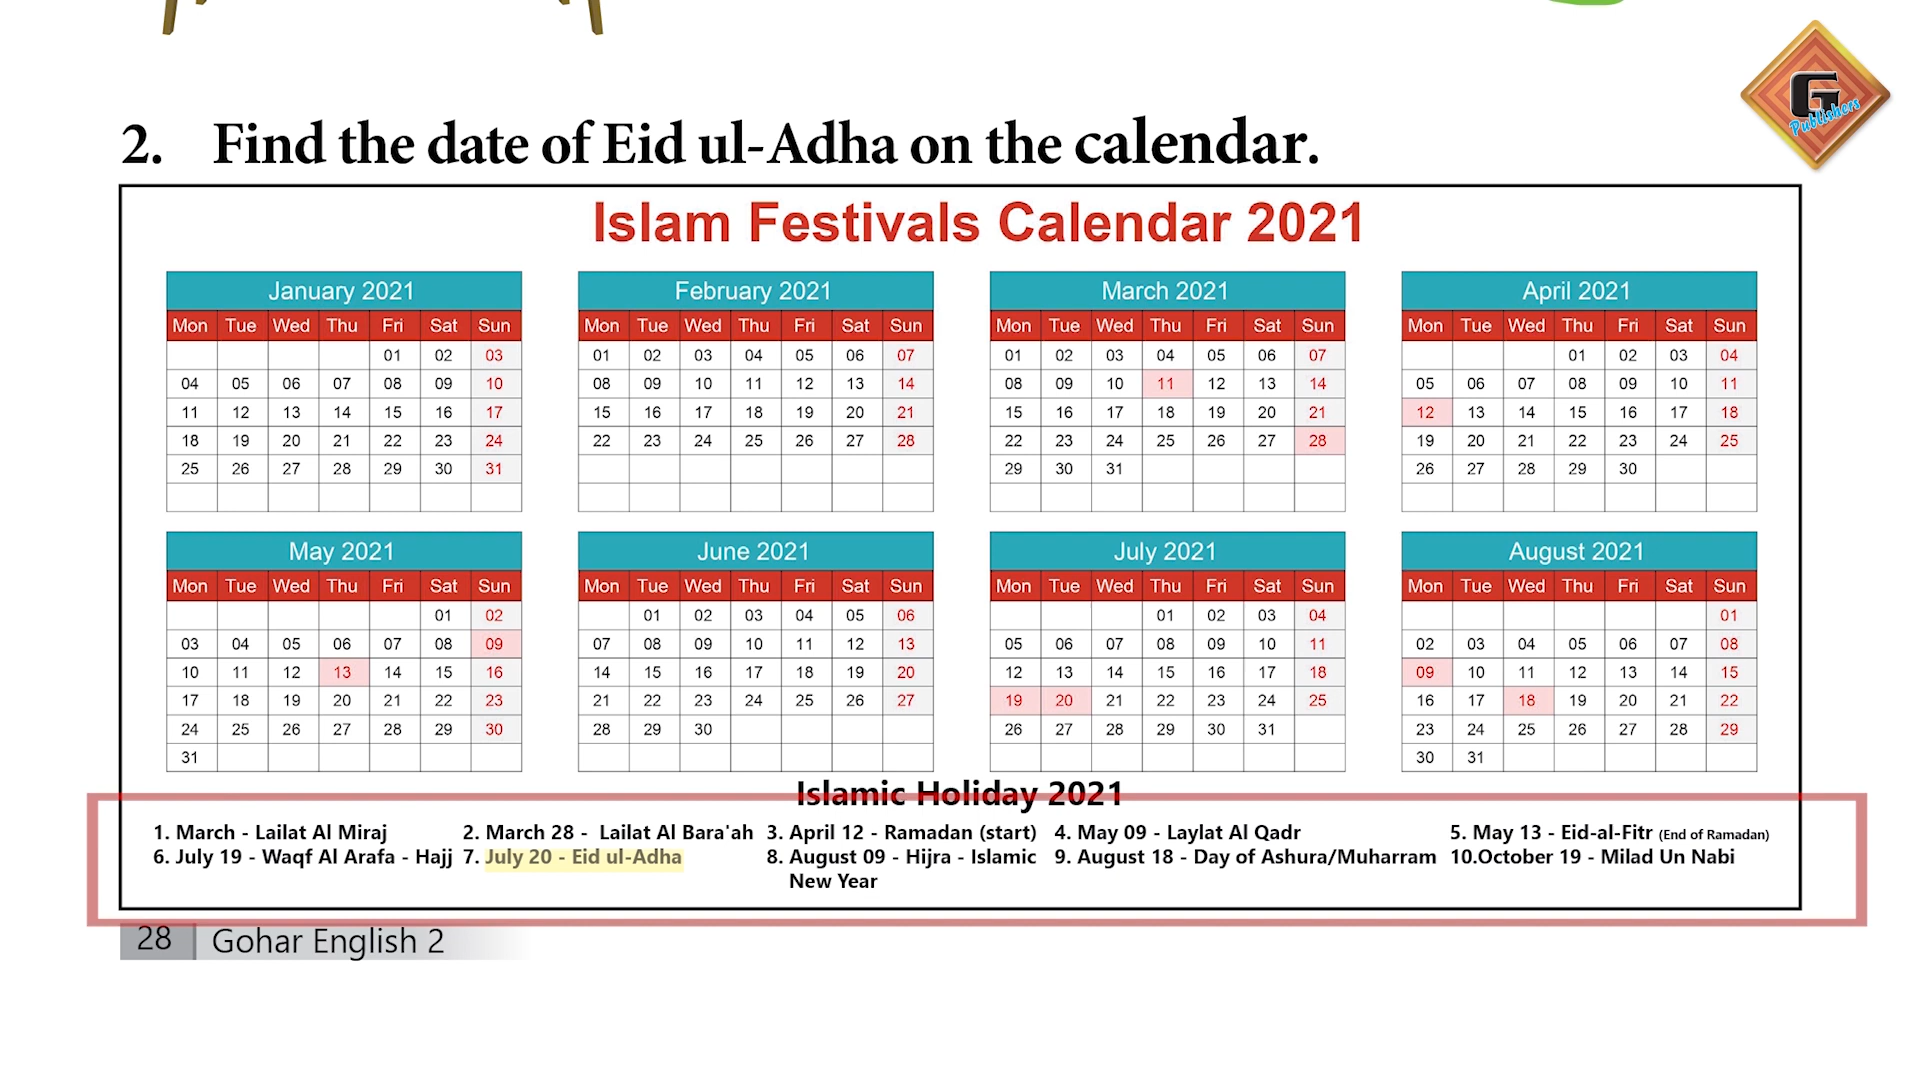 G
Publishers
2. Find the date of Eid ul-Adha on the calendar.
Islam Festivals Calendar 2021
January 2021
Mon Tue Wed Thu Fri Sat Sun
01 02 03
04 05 06 07 08 09 10
11 12 13 14 15 16 17
18 19 20 21 22 23 24
25 26 27 28 29 30 31
February 2021
Mon Tue Wed Thu Fri Sat Sun
01 02 03 04 05 06 07
08 09 10 11 12 13 14
15 16 17 18 19 20 21
22 23 24 25 26 27 28
March 2021
Mon Tue Wed Thu Fri Sat Sun
01 02 03 04 05 06 07
08 09 10 11 12 13 14
15 16 17 18 19 20 21
22 23 24 25 26 27 28
29 30 31
April 2021
Mon Tue Wed Thu Fri Sat Sun
01 02 03 04
05 06 07 08 09 10 11
12 13 14 15 16 17 18
19 20 21 22 23 24 25
26 27 28 29 30
May 2021
Mon Tue Wed Thu Fri Sat Sun
01 02
03 04 05 06 07 08 09
10 11 12 13 14 15 16
17 18 19 20 21 22 23
24 25 26 27 28 29 30
31
June 2021
Mon Tue Wed Thu Fri Sat Sun
01 02 03 04 05 06
07 08 09 10 11 12 13
14 15 16 17 18 19 20
21 22 23 24 25 26 27
28 29 30
July 2021
Mon Tue Wed Thu Fri Sat Sun
01 02 03 04
05 06 07 08 09 10 11
12 13 14 15 16 17 18
19 20 21 22 23 24 25
26 27 28 29 30 31
August 2021
Mon Tue Wed Thu Fri Sat Sun
01
02 03 04 05 06 07 08
09 10 11 12 13 14 15
16 17 18 19 20 21 22
23 24 25 26 27 28 29
30 31
Islamic Holiday 2021
1. March - Lailat Al Miraj 2. March 28 - Lailat Al Bara'ah 3. April 12 - Ramadan (start) 4. May 09 - Laylat Al Qadr 5. May 13 - Eid-al-Fitr (End of Ramadan)
6. July 19 - Waqf Al Arafa - Hajj 7. July 20 - Eid ul-Adha 8. August 09 - Hijra - Islamic 9. August 18 - Day of Ashura/Muharram 10.October 19 - Milad Un Nabi
New Year
28 Gohar English 2